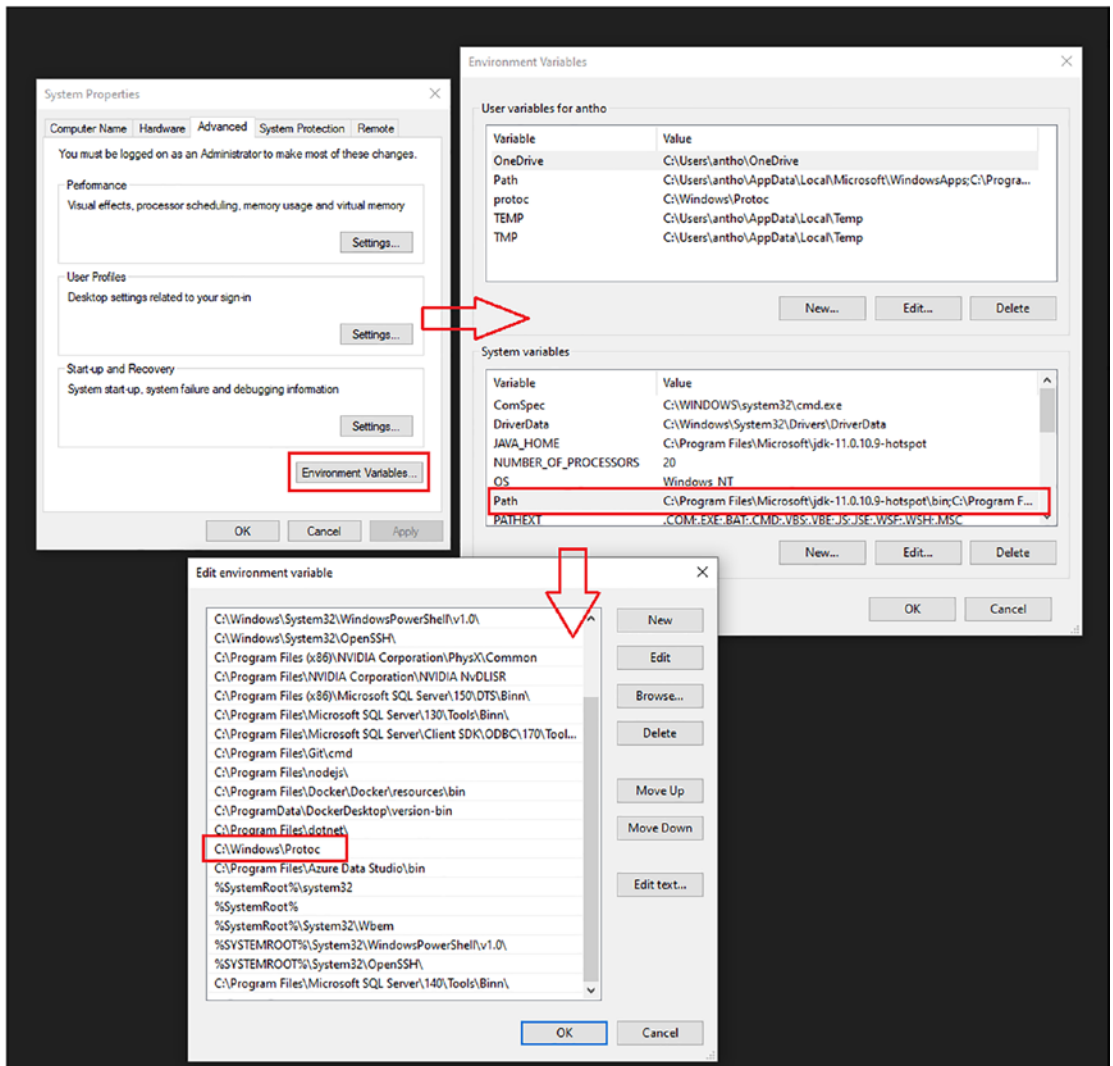 System Properties
Computer Name Hardware Advanced System Protection Remote
You must be logged on as an Administrator to make most of these changes.
Performance
Visual effects, processor scheduling, memory usage and virtual memory
Settings...
User Profiles
Desktop settings related to your sign-in
Settings...
Start-up and Recovery
System start-up, system failure and debugging information
Settings...
Environment Variables...
OK Cancel Apply
Environment Variables
User variables for antho
Variable Value
OneDrive C:\Users\antho\OneDrive
Path C:\Users\antho\AppData\Local\Microsoft\WindowsApps;C:\Progra...
protoc C:\Windows\Protoc
TEMP C:\Users\antho\AppData\Local\Temp
TMP C:\Users\antho\AppData\Local\Temp
New... Edit... Delete
System variables
Variable Value
ComSpec C:\WINDOWS\system32\cmd.exe
DriverData C:\Windows\System32\Drivers\DriverData
JAVA_HOME C:\Program Files\Microsoft\jdk-11.0.10.9-hotspot
NUMBER_OF_PROCESSORS 20
OS Windows_NT
Path C:\Program Files\Microsoft\jdk-11.0.10.9-hotspot\bin;C:\Program F...
PATHEXT .COM;.EXE;.BAT;.CMD;.VBS;.VBE;.JS;.JSE;.WSF;.WSH;.MSC
New... Edit... Delete
OK Cancel
Edit environment variable
C:\Windows\System32\WindowsPowerShell\v1.0\
C:\Windows\System32\OpenSSH\
C:\Program Files (x86)\NVIDIA Corporation\PhysX\Common
C:\Program Files\NVIDIA Corporation\NVIDIA NvDLISR
C:\Program Files (x86)\Microsoft SQL Server\150\DTS\Binn\
C:\Program Files\Microsoft SQL Server\130\Tools\Binn\
C:\Program Files\Microsoft SQL Server\Client SDK\ODBC\170\Tool...
C:\Program Files\Git\cmd
C:\Program Files\nodejs\
C:\Program Files\Docker\Docker\resources\bin
C:\ProgramData\DockerDesktop\version-bin
C:\Program Files\dotnet\
C:\Windows\Protoc
C:\Program Files\Azure Data Studio\bin
%SystemRoot%\system32
%SystemRoot%
%SystemRoot%\System32\Wbem
%SYSTEMROOT%\System32\WindowsPowerShell\v1.0\
%SYSTEMROOT%\System32\OpenSSH\
C:\Program Files\Microsoft SQL Server\140\Tools\Binn\
New
Edit
Browse...
Delete
Move Up
Move Down
Edit text...
OK Cancel